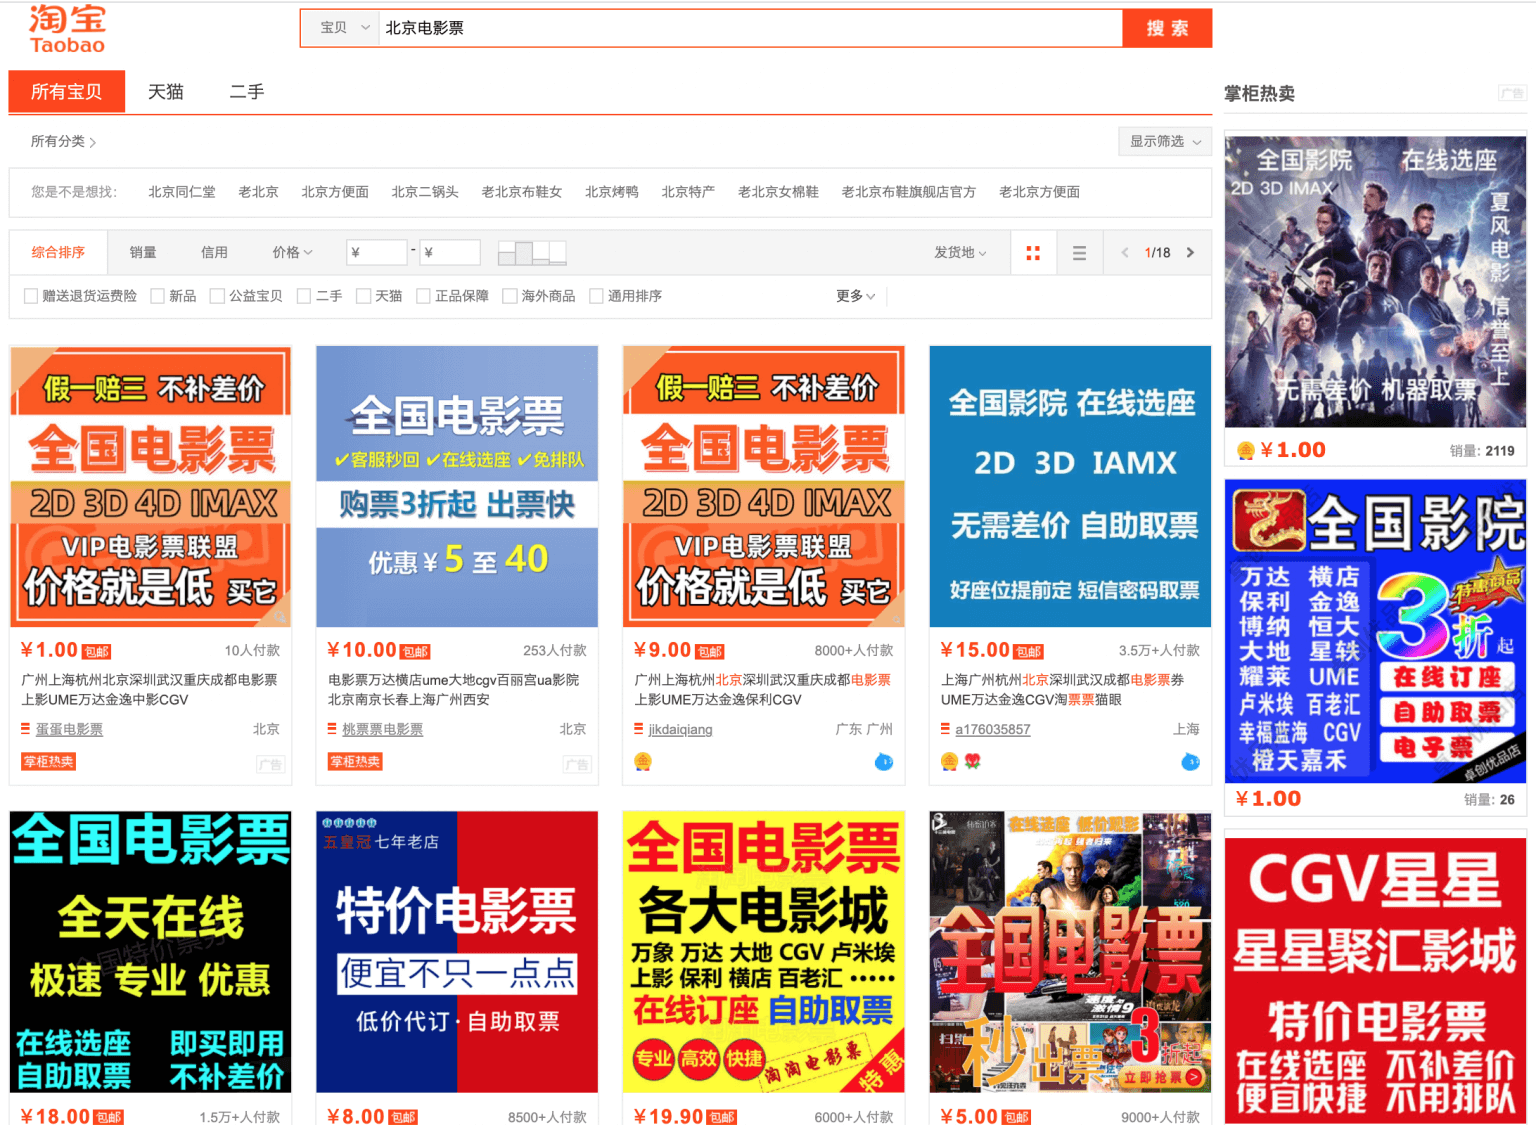 淘宝
Taobao
宝贝
北京电影票
搜 索
所有宝贝
天猫
二手
掌柜热卖
广告
所有分类
显示筛选
您是不是想找:
北京同仁堂
老北京
北京方便面
北京二锅头
老北京布鞋女
北京烤鸭
北京特产
老北京女棉鞋
老北京布鞋旗舰店官方
老北京方便面
综合排序
销量
信用
价格
¥
-
¥
发货地
1/18
赠送退货运费险
新品
公益宝贝
二手
天猫
正品保障
海外商品
通用排序
更多
假一赔三 不补差价
全国电影票
2D 3D 4D IMAX
VIP电影票联盟
价格就是低 买它
¥1.00 包邮
10人付款
广州上海杭州北京深圳武汉重庆成都电影票
上影UME万达金逸中影CGV
蛋蛋电影票
北京
掌柜热卖
广告
全国电影票
✓客服秒回 ✓在线选座 ✓免排队
购票3折起 出票快
优惠¥5至40
¥10.00 包邮
253人付款
电影票万达横店ume大地cgv百丽宫ua影院
北京南京长春上海广州西安
桃票票电影票
北京
掌柜热卖
广告
假一赔三 不补差价
全国电影票
2D 3D 4D IMAX
VIP电影票联盟
价格就是低 买它
¥9.00 包邮
8000+人付款
广州上海杭州北京深圳武汉重庆成都电影票
上影UME万达金逸保利CGV
jikdaiqiang
广东 广州
金
全国影院 在线选座
2D 3D IAMX
无需差价 自助取票
好座位提前定 短信密码取票
¥15.00 包邮
3.5万+人付款
上海广州杭州北京深圳武汉成都电影票券
UME万达金逸CGV淘票票猫眼
a176035857
上海
金
全国电影票
全天在线
极速 专业 优惠
在线选座 即买即用
自助取票 不补差价
¥18.00 包邮
1.5万+人付款
五皇冠 七年老店
特价电影票
便宜不只一点点
低价代订·自助取票
¥8.00 包邮
8500+人付款
全国电影票
各大电影城
万象 万达 大地 CGV 卢米埃
上影 保利 横店 百老汇·····
在线订座 自助取票
专业 高效 快捷
淘淘电影票
特惠
¥19.90 包邮
6000+人付款
在线选座 低价观影
全国电影票
速度与激情9
秒出票
3折起
立即抢票
¥5.00 包邮
9000+人付款
全国影院 在线选座
2D 3D IMAX
夏风电影 信誉至上
无需差价 机器取票
金
¥1.00
销量: 2119
全国影院
万达 横店
保利 金逸
博纳 恒大
大地 星轶
耀莱 UME
卢米埃 百老汇
幸福蓝海 CGV
橙天嘉禾
特惠商品
3折起
在线订座
自助取票
电子票
卓创优品店
¥1.00
销量: 26
CGV星星
星星聚汇影城
特价电影票
在线选座 不补差价
便宜快捷 不用排队